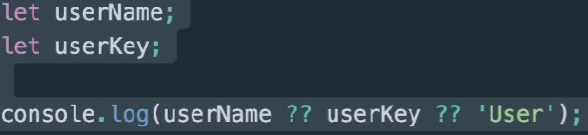 let userName;
let userKey;
console.log(userName ?? userKey ?? 'User');